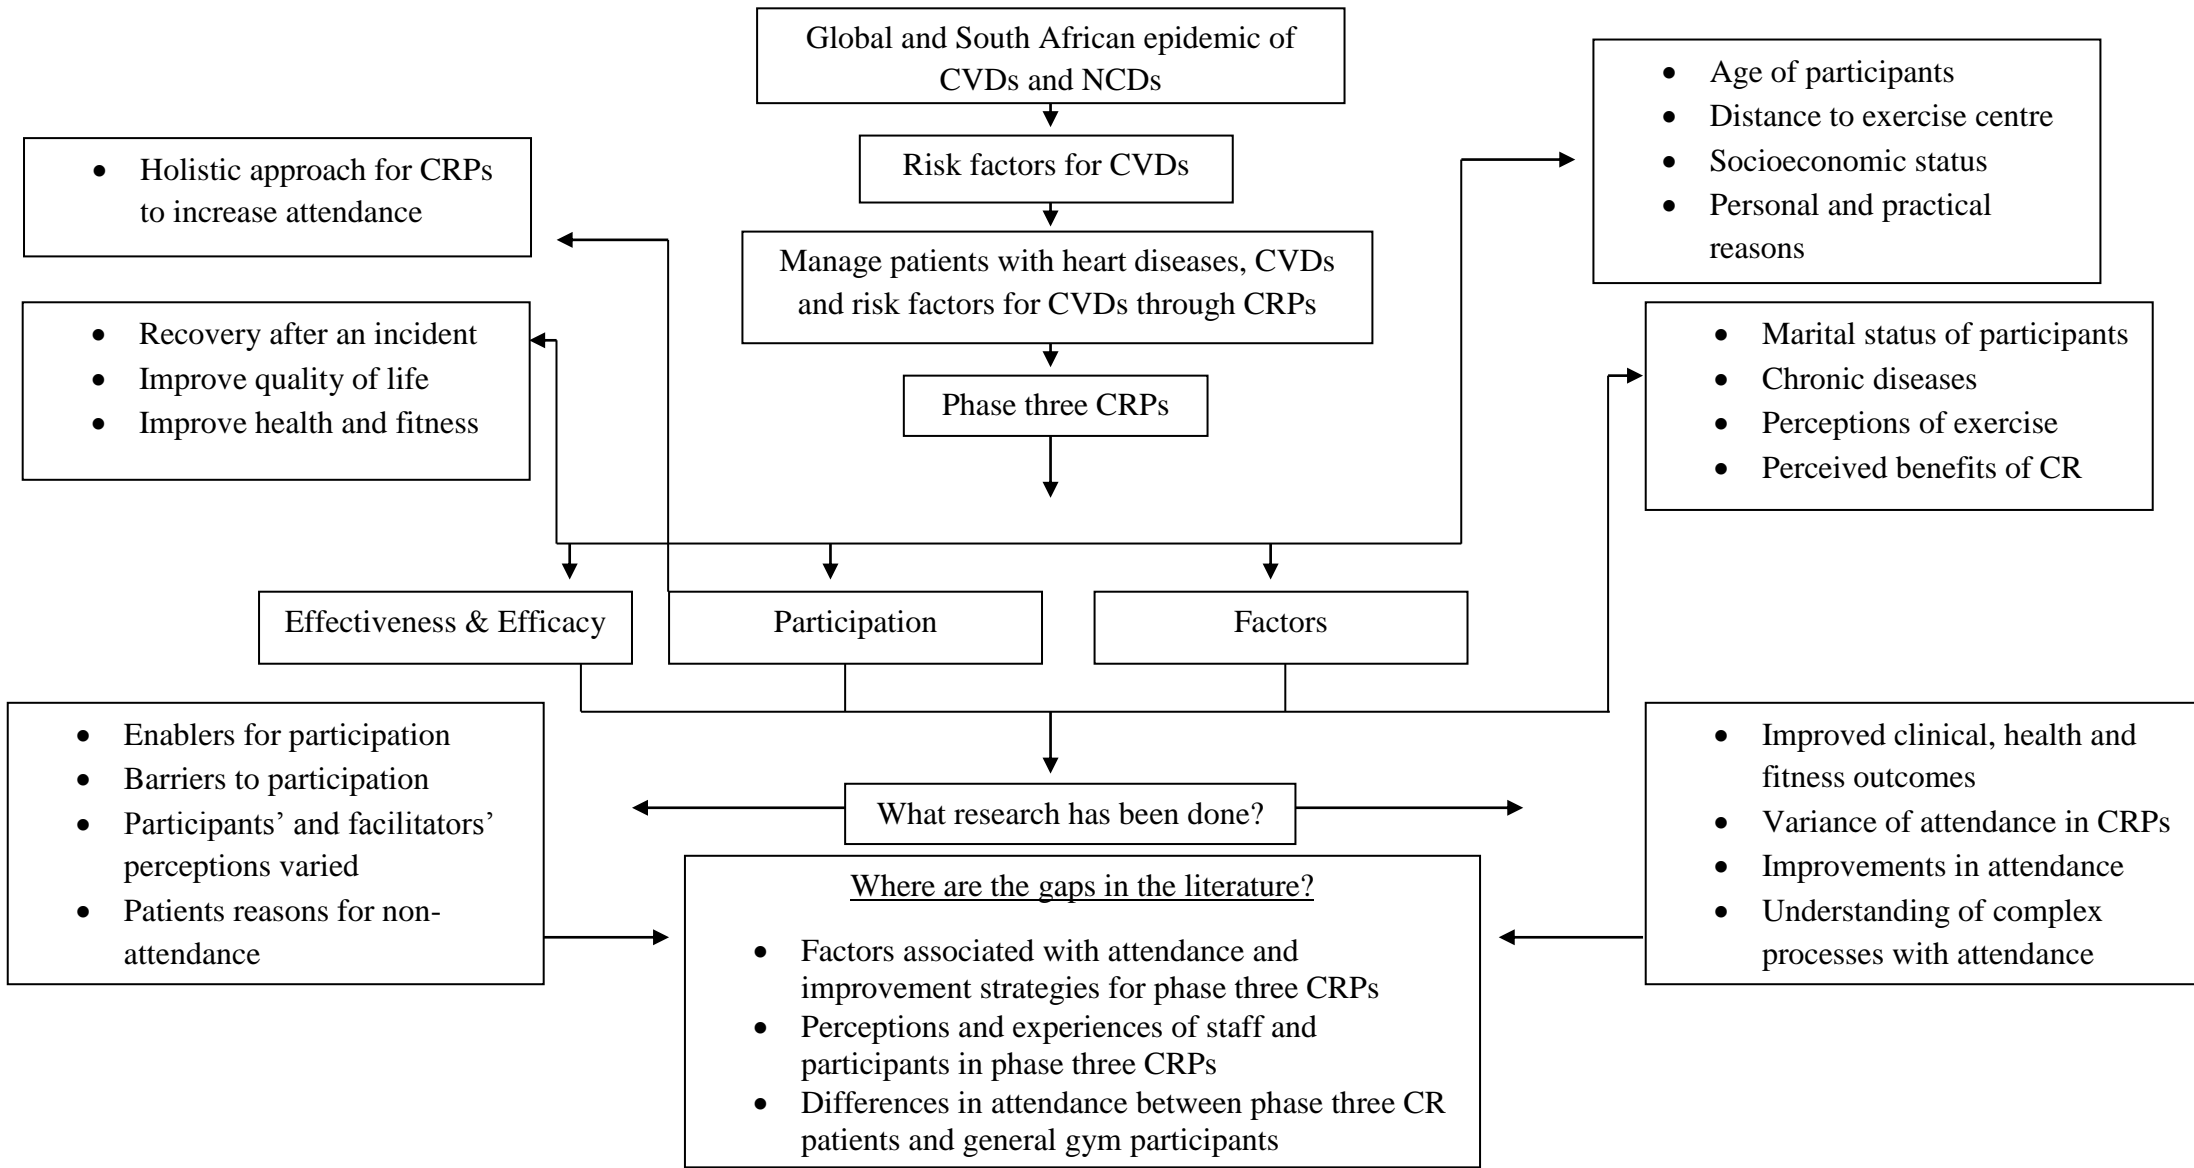 Global and South African epidemic of
CVDs and NCDs
Risk factors for CVDs
Manage patients with heart diseases, CVDs
and risk factors for CVDs through CRPs
Phase three CRPs
• Holistic approach for CRPs
to increase attendance
• Recovery after an incident
• Improve quality of life
• Improve health and fitness
• Age of participants
• Distance to exercise centre
• Socioeconomic status
• Personal and practical
reasons
• Marital status of participants
• Chronic diseases
• Perceptions of exercise
• Perceived benefits of CR
Effectiveness & Efficacy
Participation
Factors
• Enablers for participation
• Barriers to participation
• Participants’ and facilitators’
perceptions varied
• Patients reasons for non-
attendance
What research has been done?
• Improved clinical, health and
fitness outcomes
• Variance of attendance in CRPs
• Improvements in attendance
• Understanding of complex
processes with attendance
Where are the gaps in the literature?
• Factors associated with attendance and
improvement strategies for phase three CRPs
• Perceptions and experiences of staff and
participants in phase three CRPs
• Differences in attendance between phase three CR
patients and general gym participants